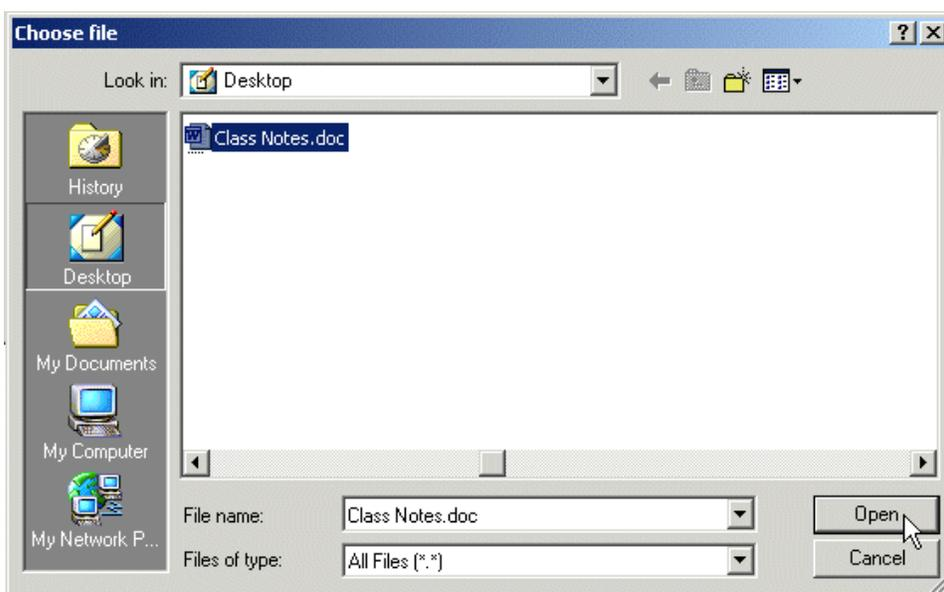 Choose file
Look in: Desktop
Class Notes.doc
History
Desktop
My Documents
My Computer
My Network P...
File name: Class Notes.doc Open
Files of type: All Files (*.*) Cancel